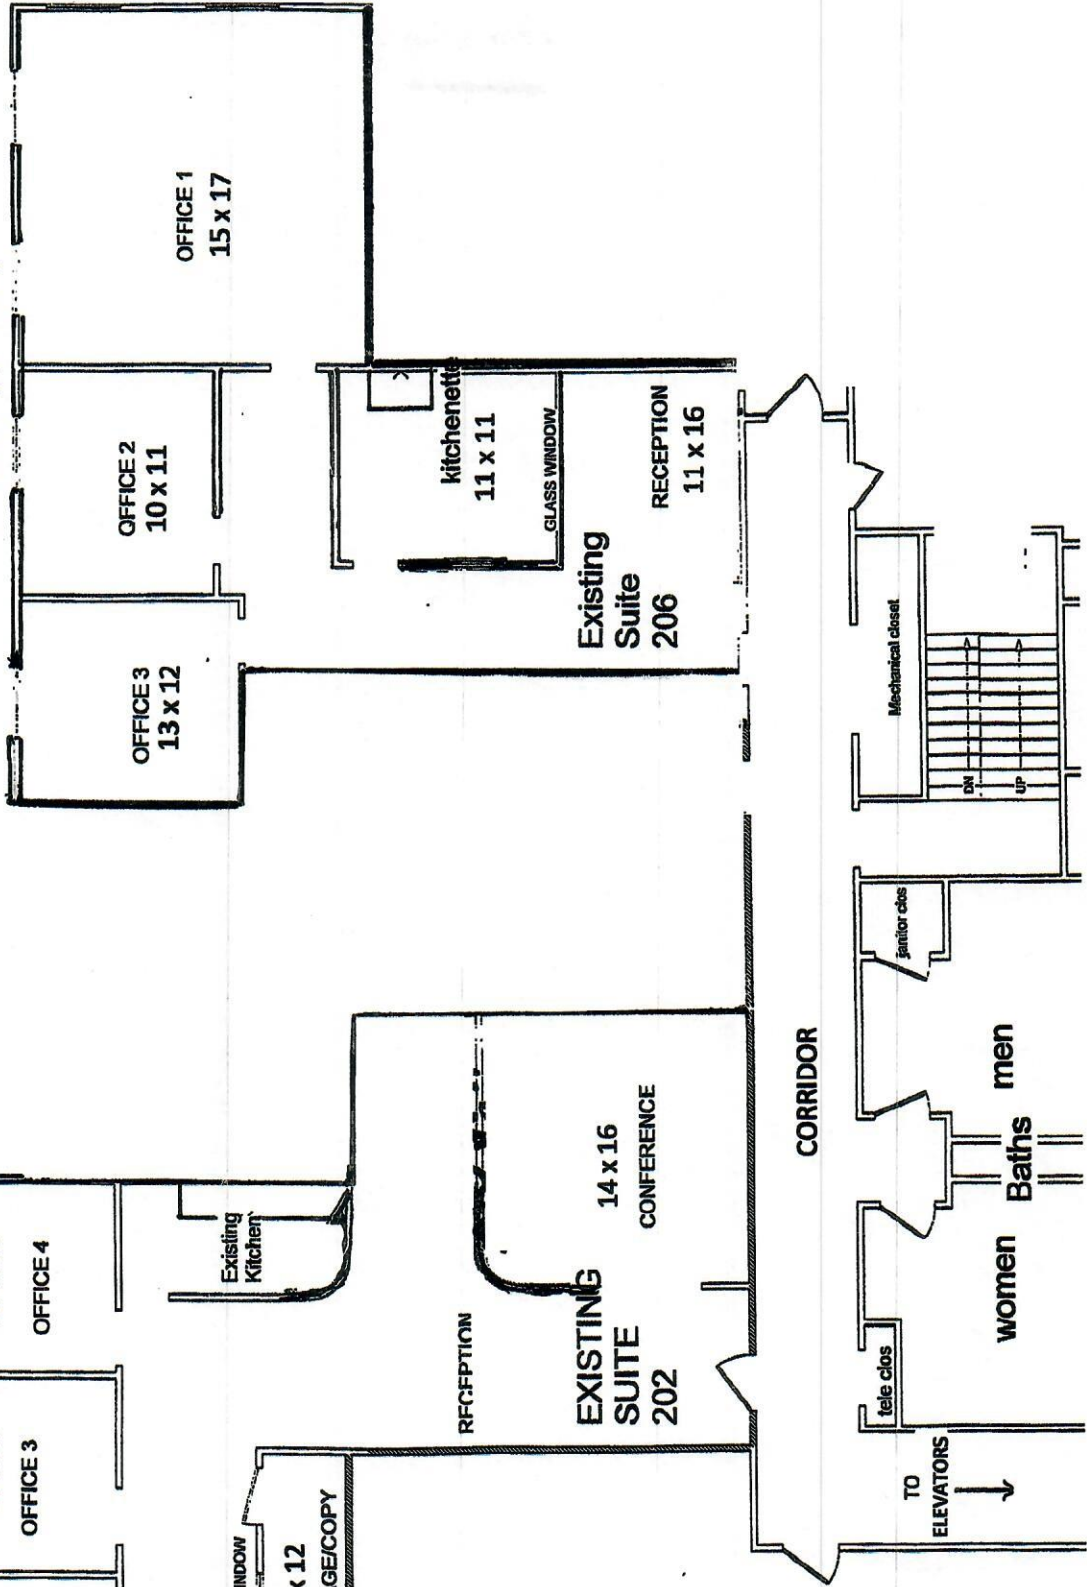 OFFICE 3
OFFICE 4
Existing
Kitchen
OFFICE 3
13 x 12
OFFICE 2
10 x 11
OFFICE 1
15 x 17
x 12
RECEPTION
EXISTING
SUITE
202
14 x 16
CONFERENCE
Existing
Suite
206
kitchenette
11 x 11
GLASS WINDOW
RECEPTION
11 x 16
CORRIDOR
TO
ELEVATORS
tele clos
women
Baths
men
janitor clos
Mechanical closet
DN
UP